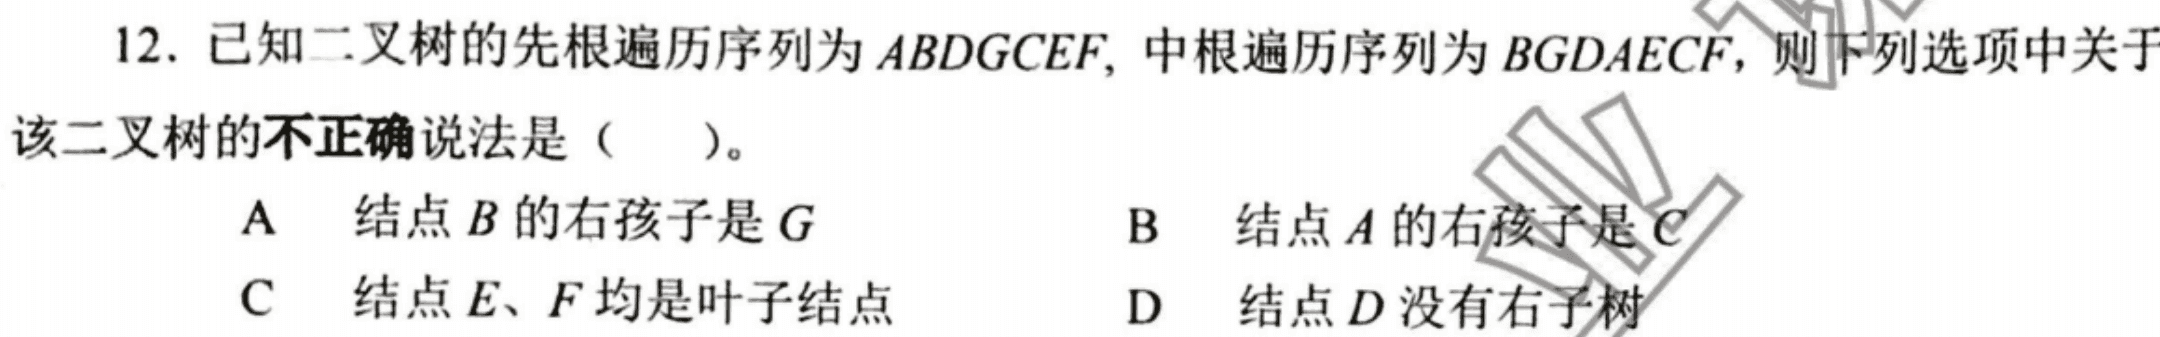 12. 已知二叉树的先根遍历序列为 ABDGCEF, 中根遍历序列为 BGDAECF，则下列选项中关于
该二叉树的不正确说法是（　　）。
A 结点 B 的右孩子是 G B 结点 A 的右孩子是 C
C 结点 E、F 均是叶子结点 D 结点 D 没有右子树